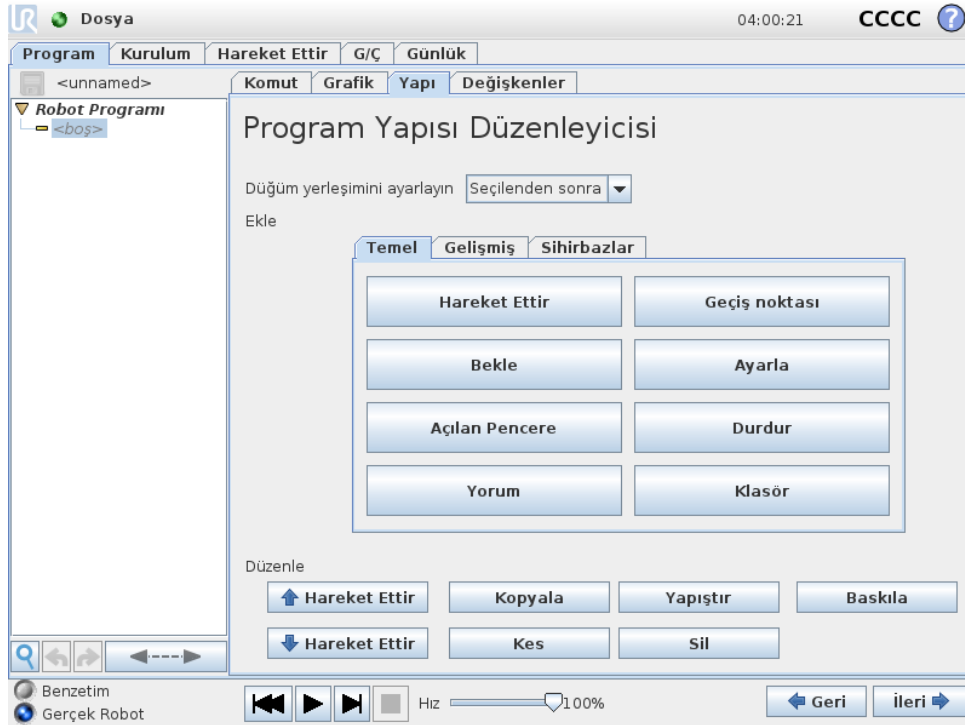 UR Dosya 04:00:21 CCCC ?
Program Kurulum Hareket Ettir G/Ç Günlük
<unnamed>
Komut Grafik Yapı Değişkenler
Robot Programı
<boş>
Program Yapısı Düzenleyicisi
Düğüm yerleşimini ayarlayın Seçilenden sonra
Ekle
Temel Gelişmiş Sihirbazlar
Hareket Ettir Geçiş noktası
Bekle Ayarla
Açılan Pencere Durdur
Yorum Klasör
Düzenle
Hareket Ettir Kopyala Yapıştır Baskıla
Hareket Ettir Kes Sil
Benzetim
Gerçek Robot
Hız 100%
Geri İleri